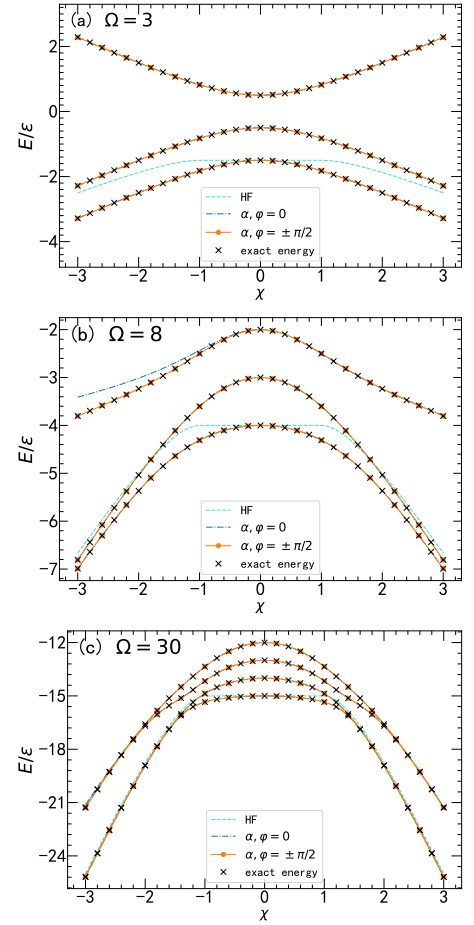 (a) Ω = 3
2
0
−2
−4
E/ε
HF
α, φ = 0
α, φ = ± π/2
exact energy
−3 −2 −1 0 1 2 3
χ
(b) Ω = 8
−2
−3
−4
−5
−6
−7
E/ε
HF
α, φ = 0
α, φ = ± π/2
exact energy
−3 −2 −1 0 1 2 3
χ
(c) Ω = 30
−12
−15
−18
−21
−24
E/ε
HF
α, φ = 0
α, φ = ± π/2
exact energy
−3 −2 −1 0 1 2 3
χ